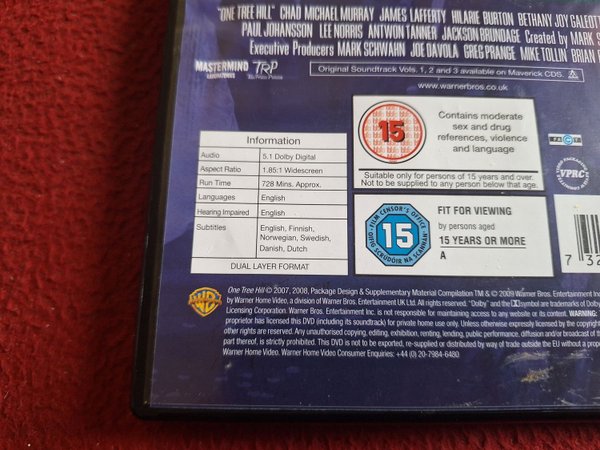 "ONE TREE HILL" CHAD MICHAEL MURRAY JAMES LAFFERTY HILARIE BURTON BETHANY JOY GALEOTTI
PAUL JOHANSSON LEE NORRIS ANTWON TANNER JACKSON BRUNDAGE Created by MARK S
Executive Producers MARK SCHWAHN JOE DAVOLA GREG PRANGE MIKE TOLLIN BRIAN R
MASTERMIND
LABORATORIES
TRP
Original Soundtrack Vols. 1, 2 and 3 available on Maverick CDS.
www.warnerbros.co.uk
15
Contains moderate
sex and drug
references, violence
and language
Suitable only for persons of 15 years and over.
Not to be supplied to any person below that age.
FACT
VPRC
Information
Audio 5.1 Dolby Digital
Aspect Ratio 1.85:1 Widescreen
Run Time 728 Mins. Approx.
Languages English
Hearing Impaired English
Subtitles English, Finnish,
Norwegian, Swedish,
Danish, Dutch
DUAL LAYER FORMAT
FILM CENSOR'S OFFICE
15
OIFIG SCRÚDÓIR NA SCANNÁN
FIT FOR VIEWING
by persons aged
15 YEARS OR MORE
A
7 32
WB
One Tree Hill © 2007, 2008, Package Design & Supplementary Material Compilation TM & © 2009 Warner Bros. Entertainment Inc
by Warner Home Video, a division of Warner Bros. Entertainment UK Ltd. All rights reserved. "Dolby" and the symbol are trademarks of Dolby
Licensing Corporation. Warner Bros. Entertainment Inc. is not responsible for maintaining access to any website or its content. WARNING:
proprietor has licensed this DVD (including its soundtrack) for private home use only. Unless otherwise expressly licensed by the copyright
other rights are reserved. Any unauthorised copying, editing, exhibition, renting, lending, public performance, diffusion and/or broadcast of th
part thereof, is strictly prohibited. This DVD is not to be exported, re-supplied or distributed by way of trade outside the EU without a prope
Warner Home Video. Warner Home Video Consumer Enquiries: +44 (0) 20-7984-6480